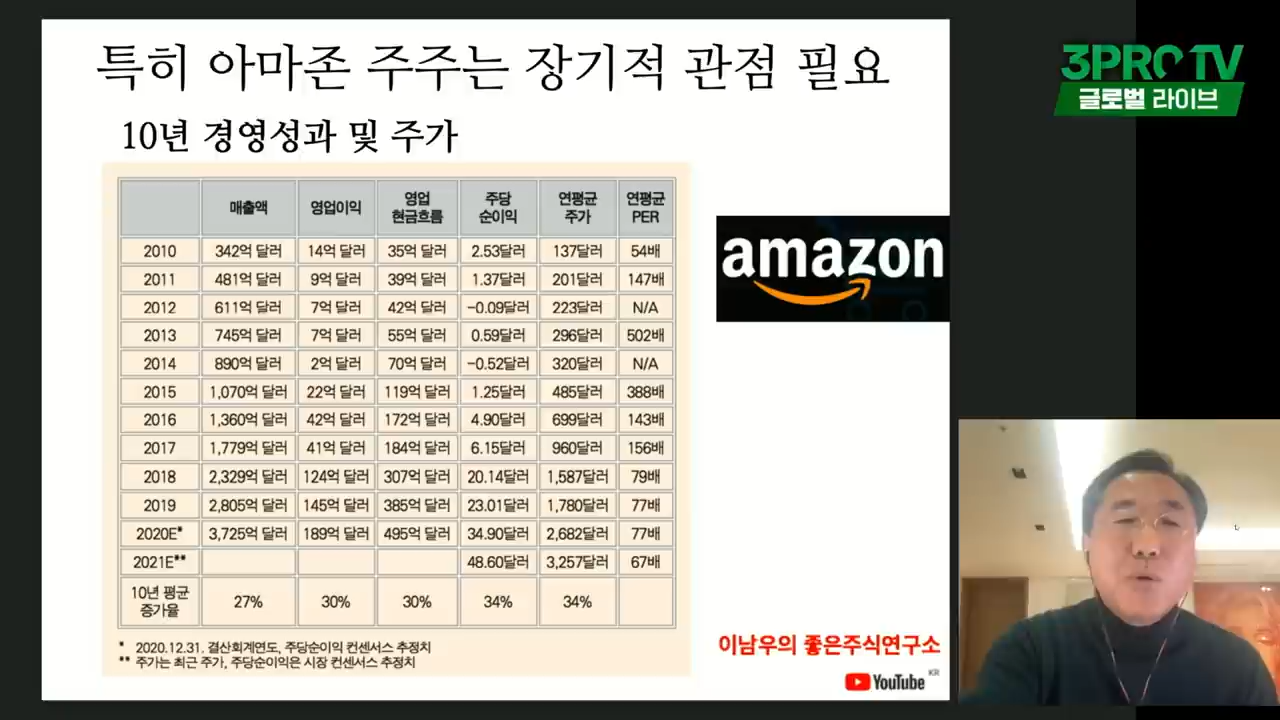 특히 아마존 주주는 장기적 관점 필요
3PRO TV
글로벌 라이브
10년 경영성과 및 주가
매출액 영업이익 영업 현금흐름 주당 순이익 연평균 주가 연평균 PER
2010 342억 달러 14억 달러 35억 달러 2.53달러 137달러 54배
2011 481억 달러 9억 달러 39억 달러 1.37달러 201달러 147배
2012 611억 달러 7억 달러 42억 달러 -0.09달러 223달러 N/A
2013 745억 달러 7억 달러 55억 달러 0.59달러 296달러 502배
2014 890억 달러 2억 달러 70억 달러 -0.52달러 320달러 N/A
2015 1,070억 달러 22억 달러 119억 달러 1.25달러 485달러 388배
2016 1,360억 달러 42억 달러 172억 달러 4.90달러 699달러 143배
2017 1,779억 달러 41억 달러 184억 달러 6.15달러 960달러 156배
2018 2,329억 달러 124억 달러 307억 달러 20.14달러 1,587달러 79배
2019 2,805억 달러 145억 달러 385억 달러 23.01달러 1,780달러 77배
2020E* 3,725억 달러 189억 달러 495억 달러 34.90달러 2,682달러 77배
2021E** 48.60달러 3,257달러 67배
10년 평균 증가율 27% 30% 30% 34% 34%
* 2020.12.31. 결산회계연도, 주당순이익 컨센서스 추정치
** 주가는 최근 주가, 주당순이익은 시장 컨센서스 추정치
amazon
이남우의 좋은주식연구소
YouTube KR